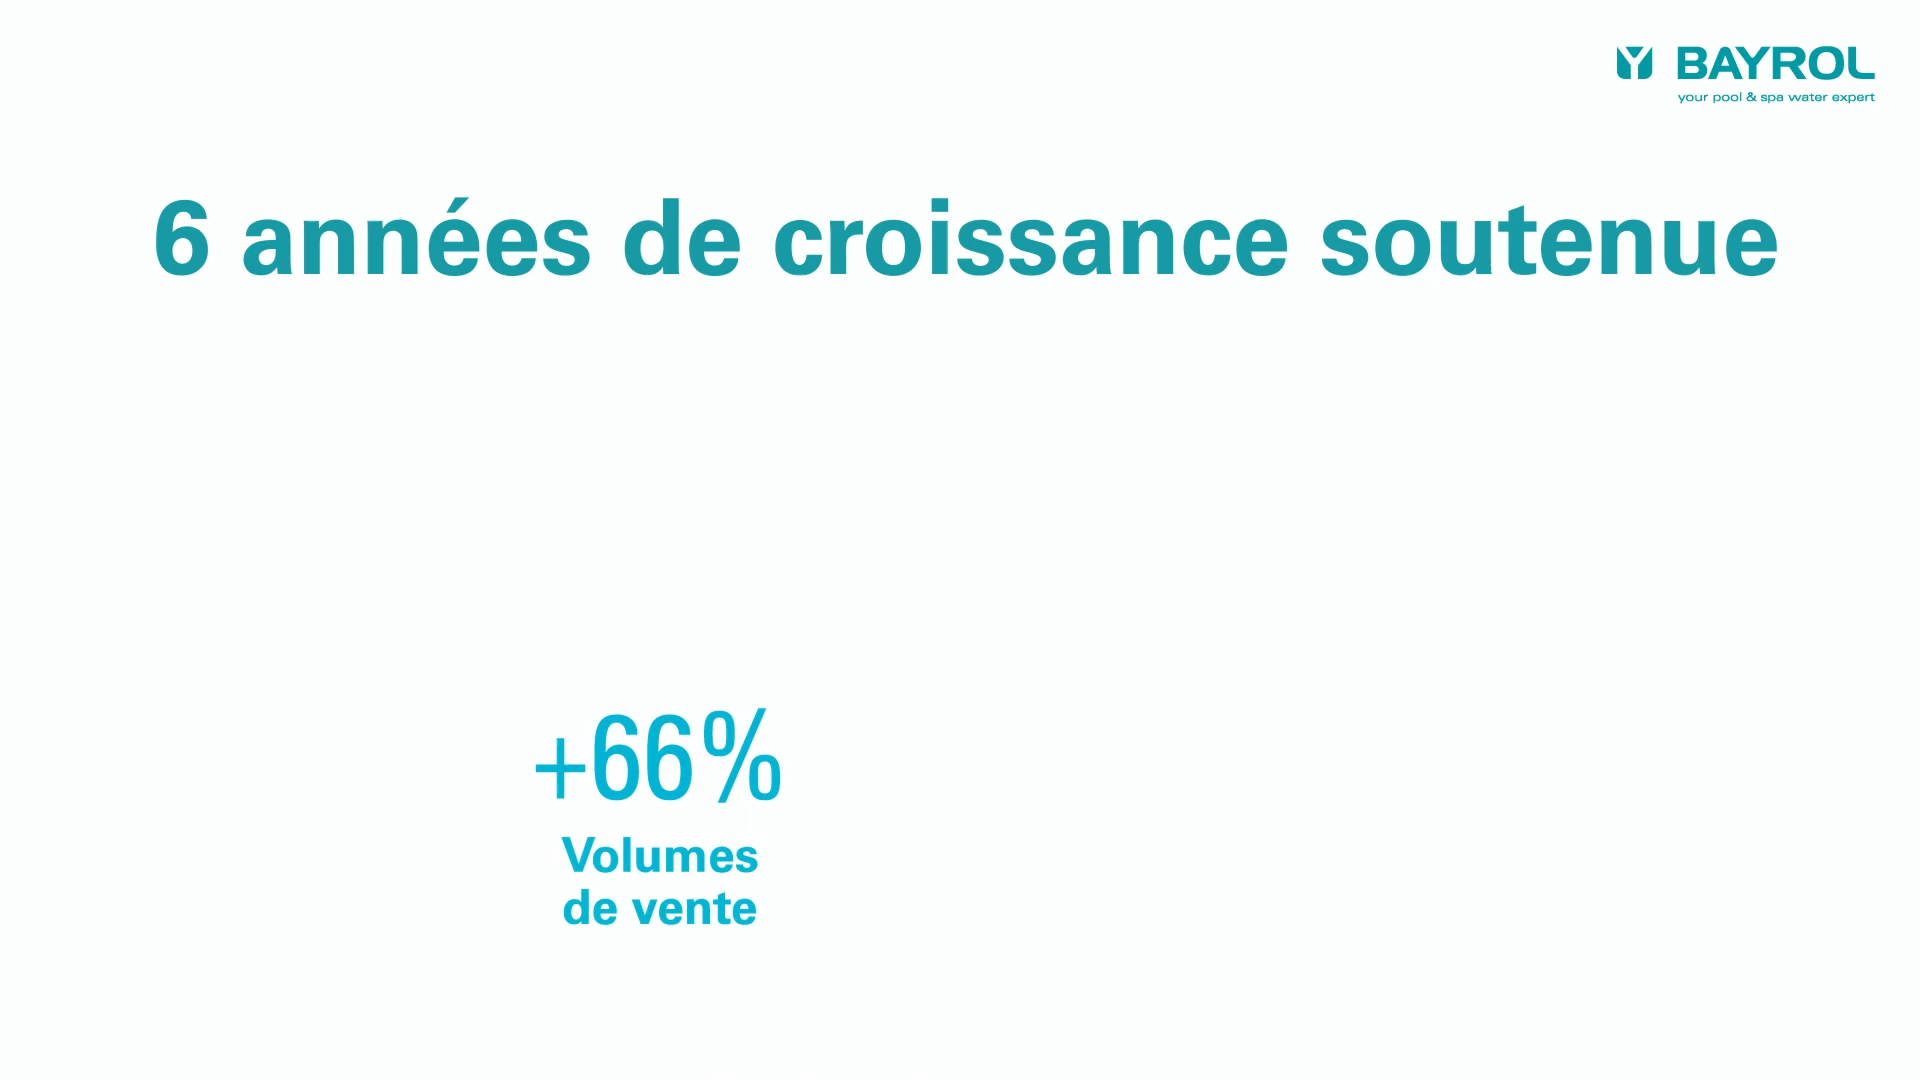 BAYROL
your pool & spa water expert
6 années de croissance soutenue
+66%
Volumes
de vente